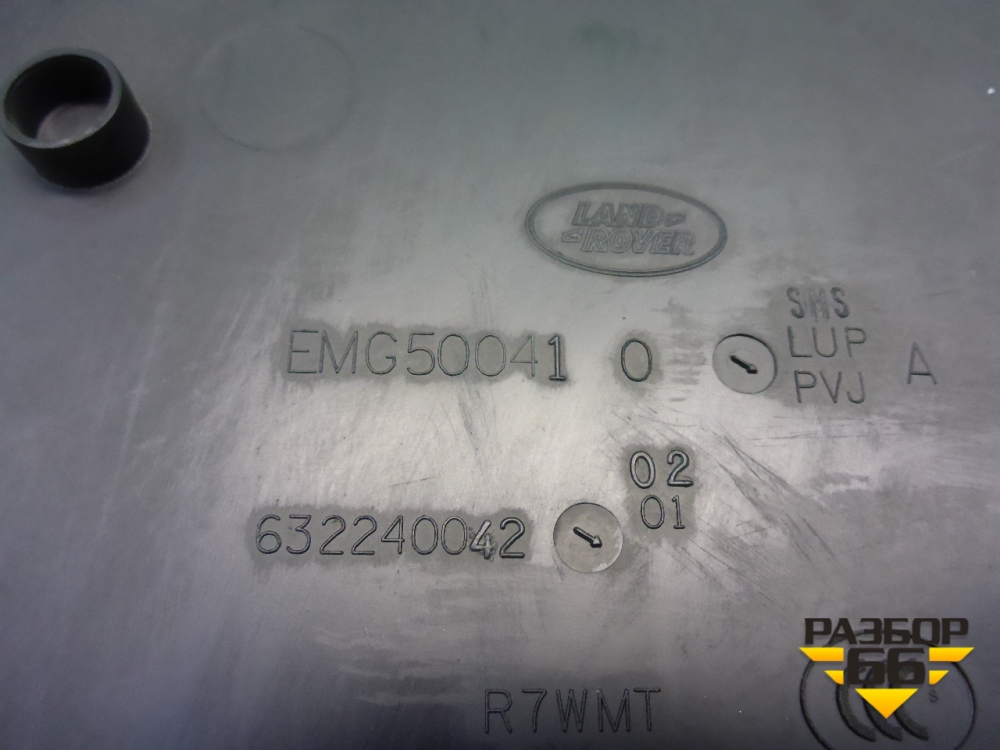 LAND
ROVER
SMS
EMG500410 LUP
PVJ A
02
01
632240042
R7WMT
РАЗБОР
66
S